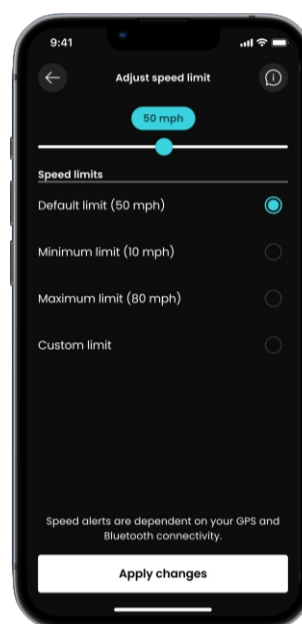 9:41
Adjust speed limit
50 mph
Speed limits
Default limit (50 mph)
Minimum limit (10 mph)
Maximum limit (80 mph)
Custom limit
Speed alerts are dependent on your GPS and
Bluetooth connectivity.
Apply changes